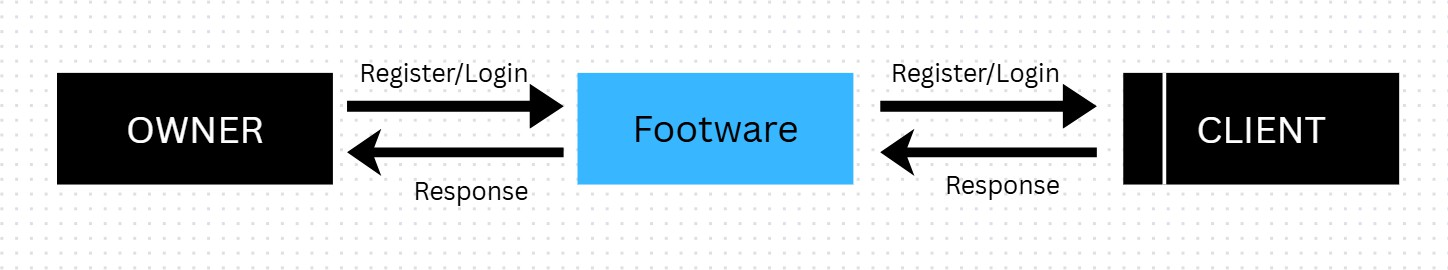 Register/Login
Register/Login
OWNER
Footware
CLIENT
Response
Response